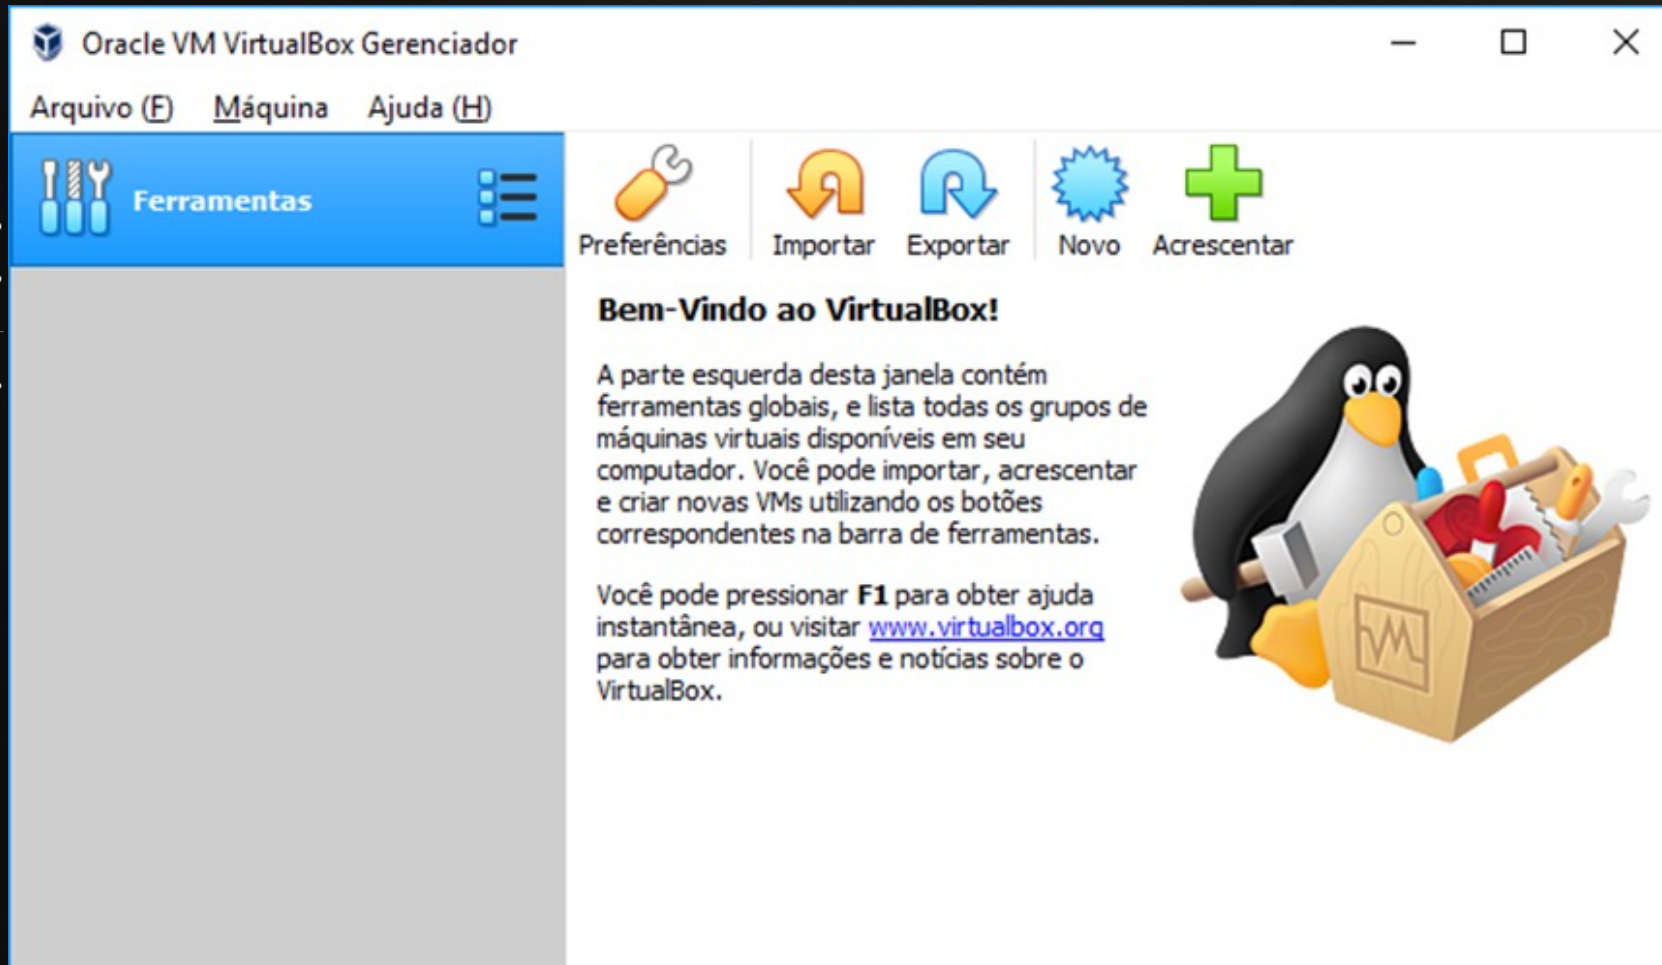 Oracle VM VirtualBox Gerenciador
Arquivo (F) Máquina Ajuda (H)
Ferramentas
Preferências Importar Exportar Novo Acrescentar
Bem-Vindo ao VirtualBox!
A parte esquerda desta janela contém
ferramentas globais, e lista todas os grupos de
máquinas virtuais disponíveis em seu
computador. Você pode importar, acrescentar
e criar novas VMs utilizando os botões
correspondentes na barra de ferramentas.
Você pode pressionar F1 para obter ajuda
instantânea, ou visitar www.virtualbox.org
para obter informações e notícias sobre o
VirtualBox.